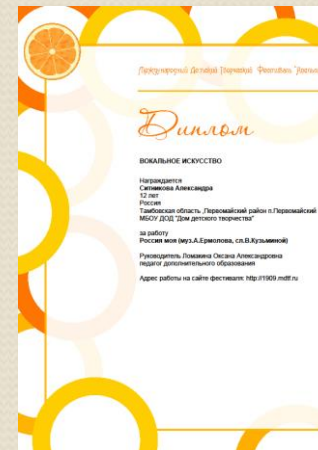 Международный Детский Творческий Фестиваль
Диплом
ВОКАЛЬНОЕ ИСКУССТВО
Награждается
Ситникова Александра
12 лет
Россия
Тамбовская область ,Первомайский район п.Первомайский
МБОУ ДОД "Дом детского творчества"
за работу
Россия моя (муз.А.Ермолова, сл.В.Кузьминой)
Руководитель Ломакина Оксана Александровна
педагог дополнительного образования
Адрес работы на сайте фестиваля: http://1909.mdtf.ru